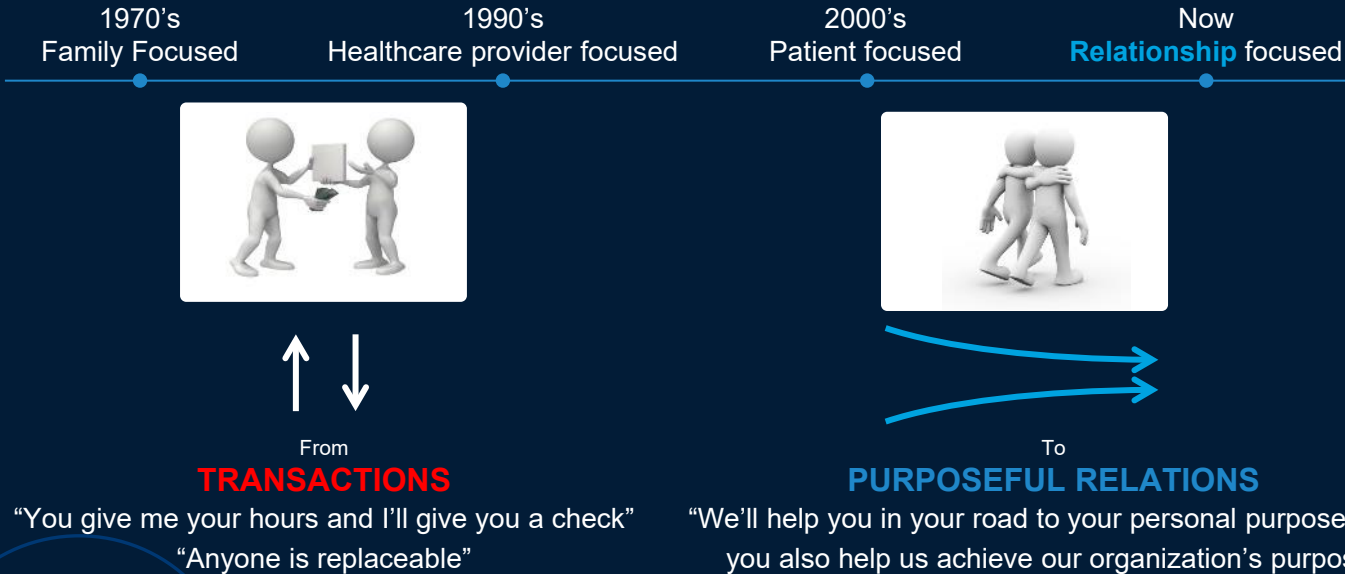 1970’s
Family Focused
1990’s
Healthcare provider focused
2000’s
Patient focused
Now
Relationship focused
From
TRANSACTIONS
“You give me your hours and I’ll give you a check”
“Anyone is replaceable”
To
PURPOSEFUL RELATIONS
“We’ll help you in your road to your personal purpose
you also help us achieve our organization’s